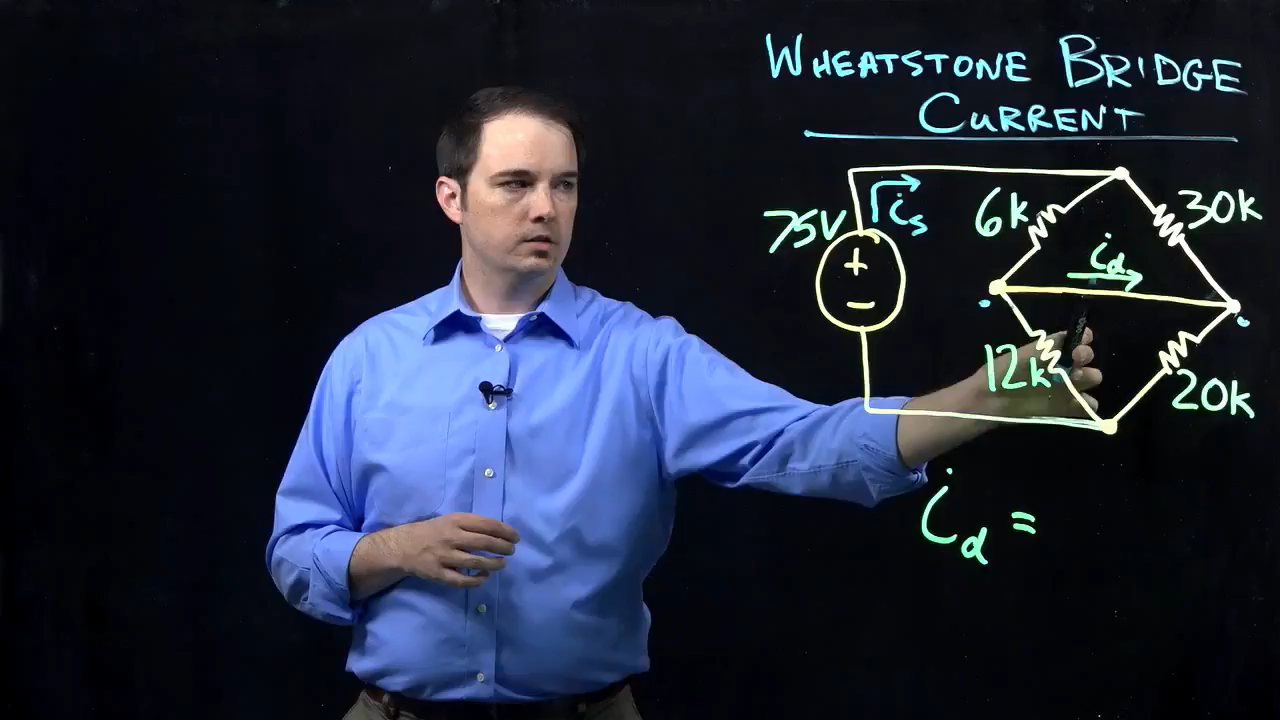 WHEATSTONE BRIDGE
CURRENT
75V
+
−
is
6k
30k
id
12k
20k
id =